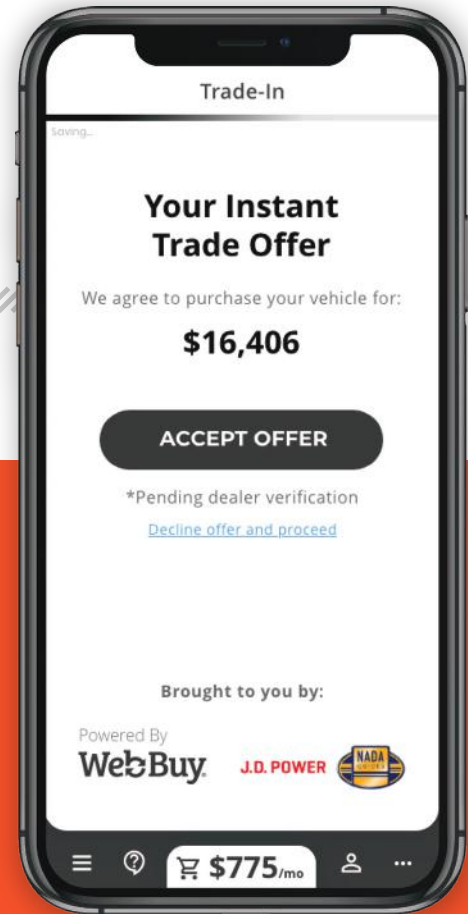 Trade-In
Saving...
Your Instant
Trade Offer
We agree to purchase your vehicle for:
$16,406
ACCEPT OFFER
*Pending dealer verification
Decline offer and proceed
Brought to you by:
Powered By
WebBuy.
J.D. POWER
NADA
GUIDES
$775/mo